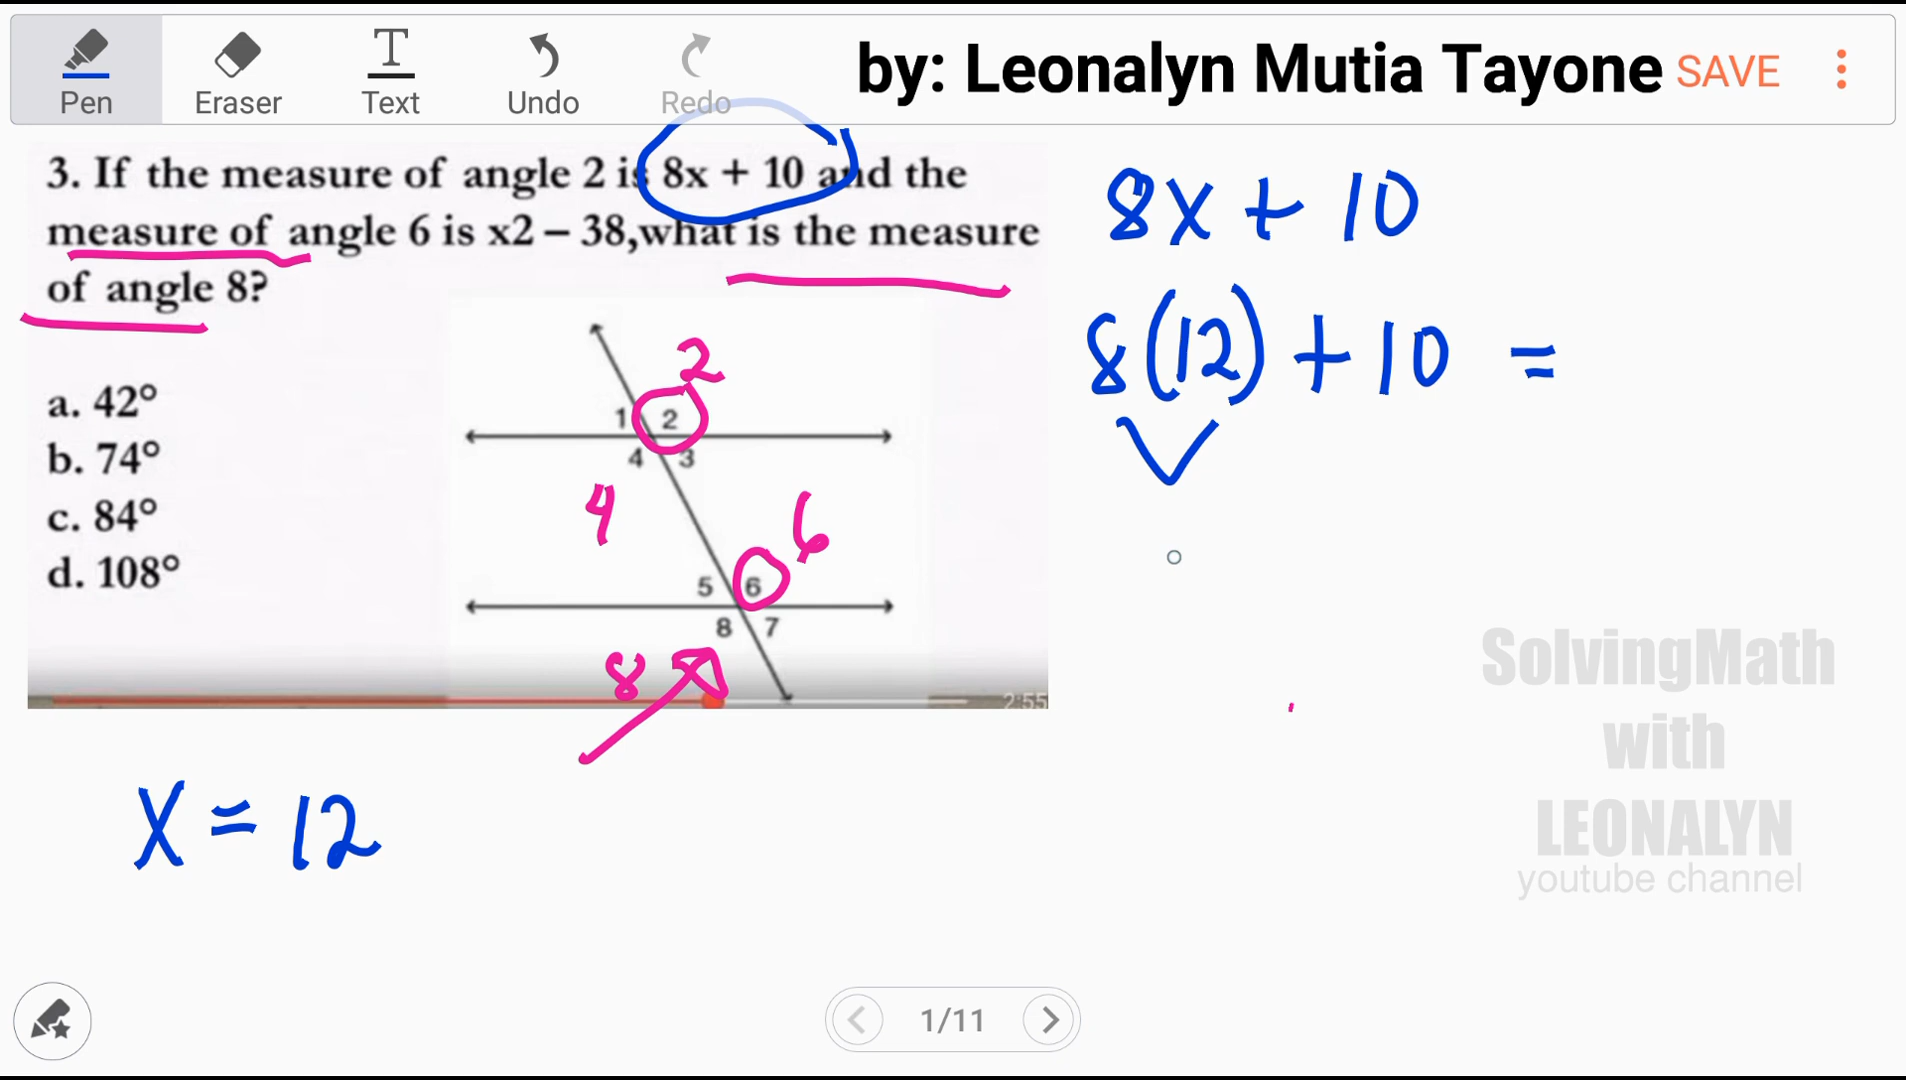 Pen
Eraser
Text
Undo
Redo
by: Leonalyn Mutia Tayone
SAVE
3. If the measure of angle 2 is 8x + 10 and the
measure of angle 6 is x2 – 38,what is the measure
of angle 8?
a. 42°
b. 74°
c. 84°
d. 108°
2
1 2
4 3
4
6
5 6
8 7
8
2:55
8x + 10
8(12) + 10 =
x = 12
SolvingMath
with
LEONALYN
youtube channel
1/11